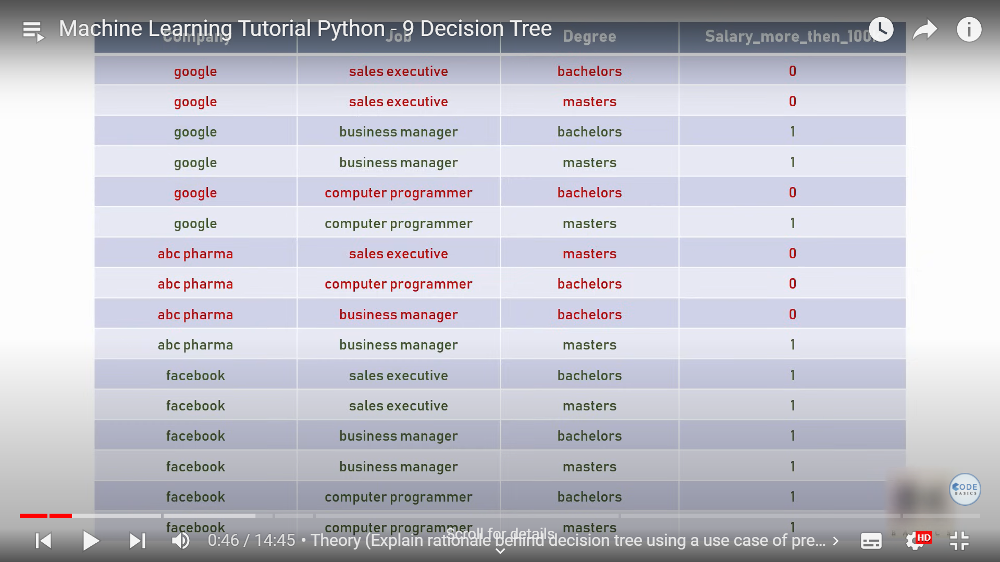 Machine Learning Tutorial Python - 9 Decision Tree
Company Job Degree Salary_more_then_100k
google sales executive bachelors 0
google sales executive masters 0
google business manager bachelors 1
google business manager masters 1
google computer programmer bachelors 0
google computer programmer masters 1
abc pharma sales executive masters 0
abc pharma computer programmer bachelors 0
abc pharma business manager bachelors 0
abc pharma business manager masters 1
facebook sales executive bachelors 1
facebook sales executive masters 1
facebook business manager bachelors 1
facebook business manager masters 1
facebook computer programmer bachelors 1
facebook computer programmer masters 1
CODE
BASICS
Scroll for details
0:46 / 14:45 • Theory (Explain rationale behind decision tree using a use case of pre...
HD